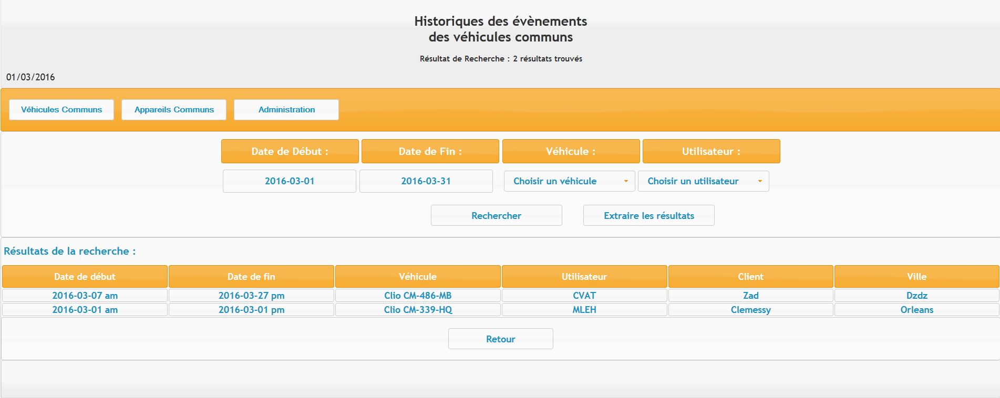 Historiques des évènements
des véhicules communs
Résultat de Recherche : 2 résultats trouvés
01/03/2016
Véhicules Communs Appareils Communs Administration
Date de Début : Date de Fin : Véhicule : Utilisateur :
2016-03-01 2016-03-31 Choisir un véhicule Choisir un utilisateur
Rechercher Extraire les résultats
Résultats de la recherche :
Date de début Date de fin Véhicule Utilisateur Client Ville
2016-03-07 am 2016-03-27 pm Clio CM-486-MB CVAT Zad Dzdz
2016-03-01 am 2016-03-01 pm Clio CM-339-HQ MLEH Clemessy Orleans
Retour